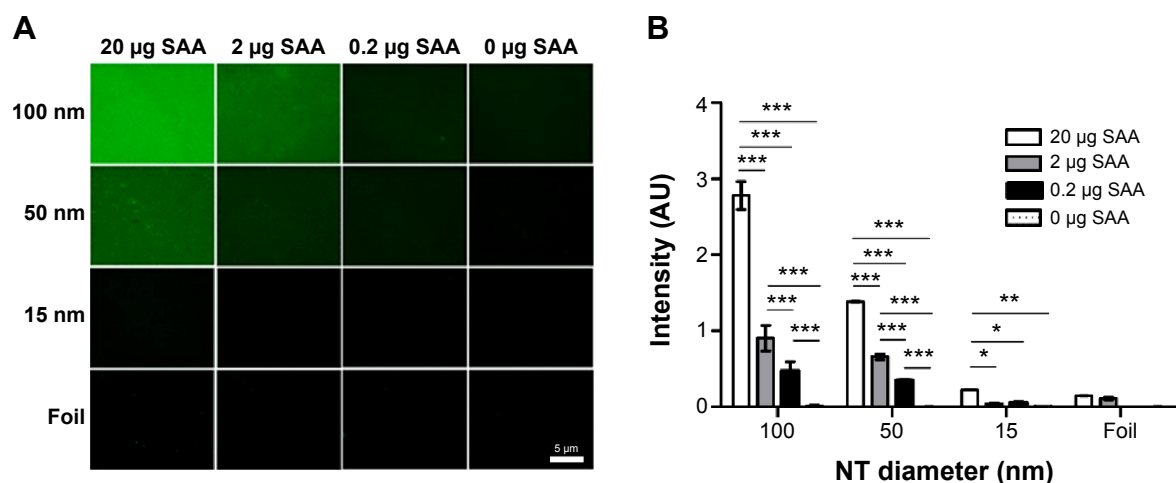 A
20 µg SAA 2 µg SAA 0.2 µg SAA 0 µg SAA
100 nm
50 nm
15 nm
Foil
5 µm
B
4
3
2
1
0
Intensity (AU)
20 µg SAA
2 µg SAA
0.2 µg SAA
0 µg SAA
***
***
***
***
***
***
***
***
***
***
***
***
**
*
*
100 50 15 Foil
NT diameter (nm)